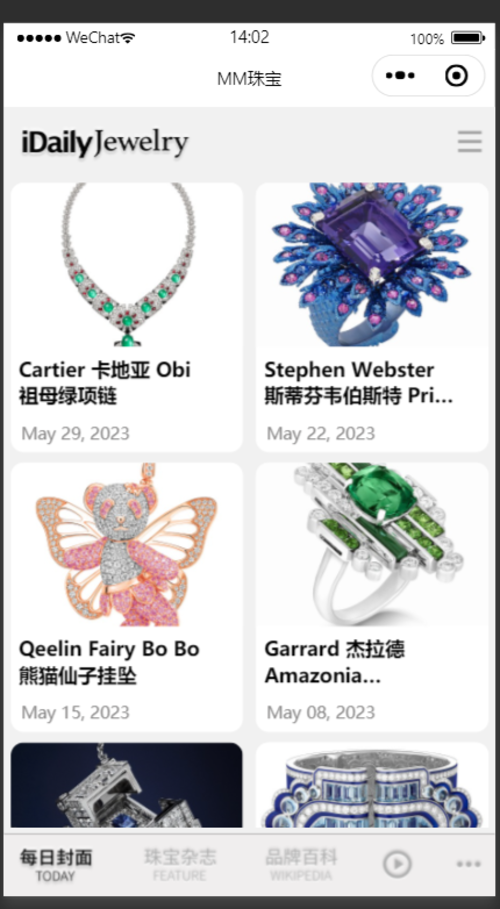 WeChat 14:02 100%
MM珠宝
iDaily Jewelry
Cartier 卡地亚 Obi
祖母绿项链
May 29, 2023
Stephen Webster
斯蒂芬韦伯斯特 Pri...
May 22, 2023
Qeelin Fairy Bo Bo
熊猫仙子挂坠
May 15, 2023
Garrard 杰拉德
Amazonia...
May 08, 2023
每日封面 珠宝杂志 品牌百科
TODAY FEATURE WIKIPEDIA